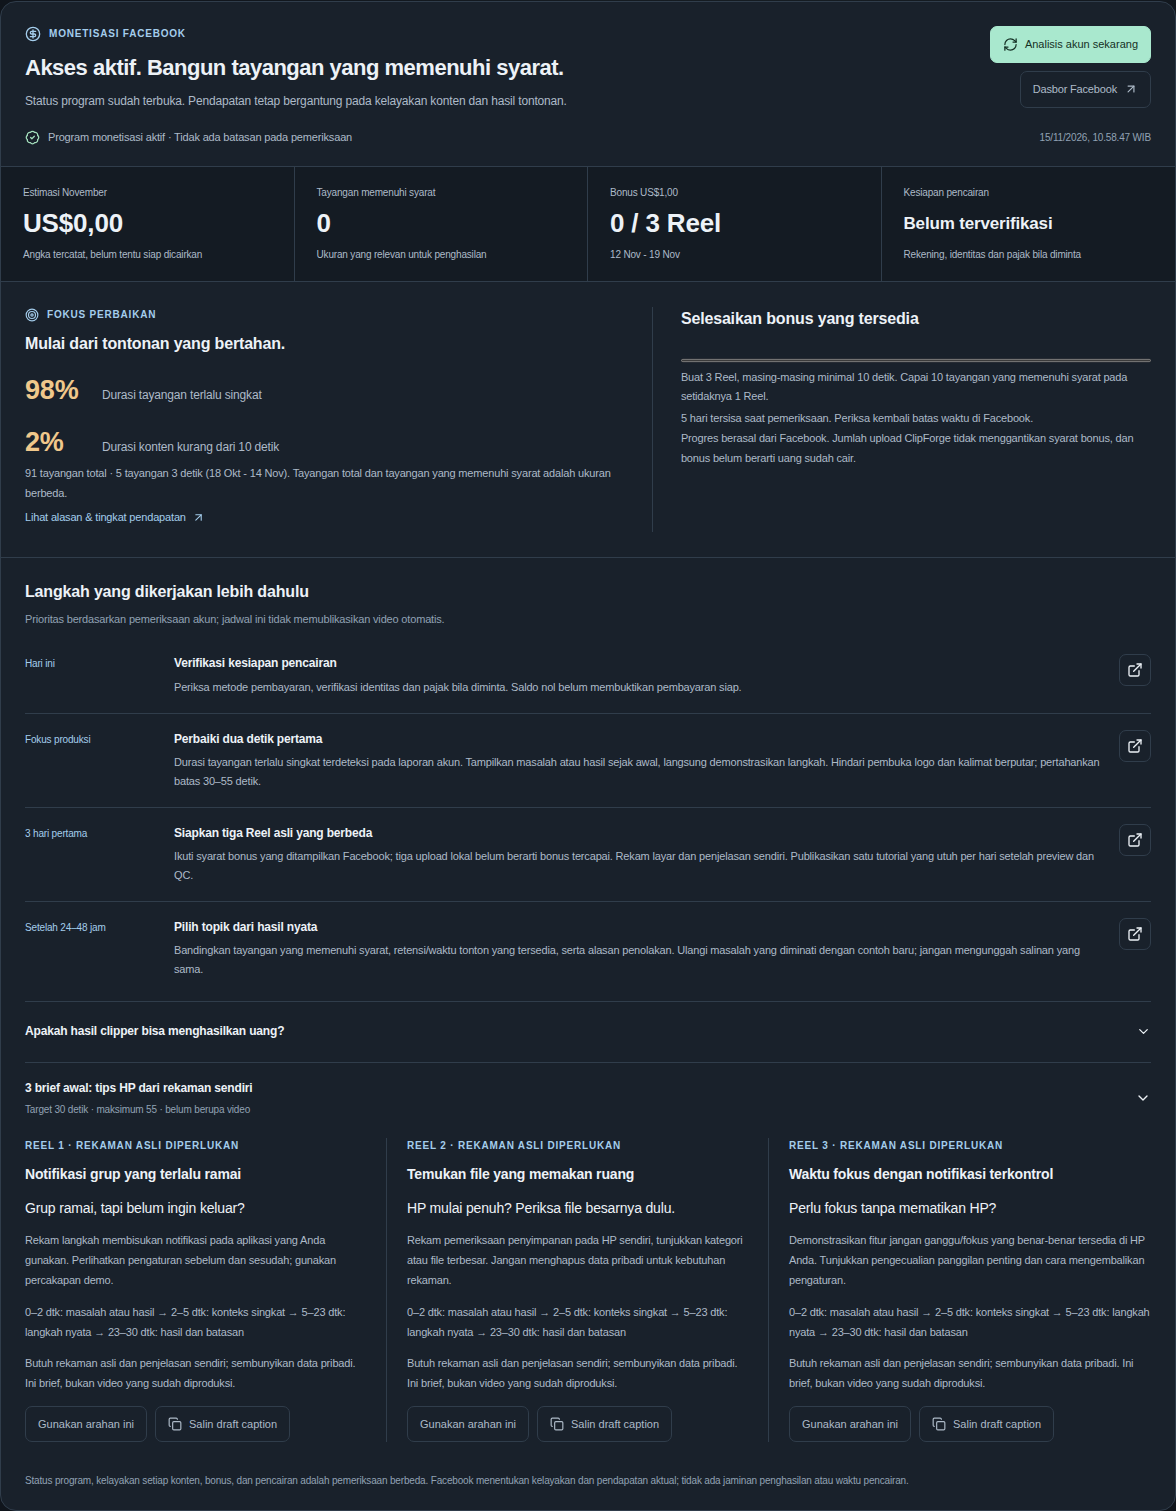 MONETISASI FACEBOOK
Akses aktif. Bangun tayangan yang memenuhi syarat.
Status program sudah terbuka. Pendapatan tetap bergantung pada kelayakan konten dan hasil tontonan.
Program monetisasi aktif · Tidak ada batasan pada pemeriksaan
Analisis akun sekarang
Dasbor Facebook
15/11/2026, 10.58.47 WIB
Estimasi November
US$0,00
Angka tercatat, belum tentu siap dicairkan
Tayangan memenuhi syarat
0
Ukuran yang relevan untuk penghasilan
Bonus US$1,00
0 / 3 Reel
12 Nov - 19 Nov
Kesiapan pencairan
Belum terverifikasi
Rekening, identitas dan pajak bila diminta
FOKUS PERBAIKAN
Mulai dari tontonan yang bertahan.
98% Durasi tayangan terlalu singkat
2% Durasi konten kurang dari 10 detik
91 tayangan total · 5 tayangan 3 detik (18 Okt - 14 Nov). Tayangan total dan tayangan yang memenuhi syarat adalah ukuran
berbeda.
Lihat alasan & tingkat pendapatan
Selesaikan bonus yang tersedia
Buat 3 Reel, masing-masing minimal 10 detik. Capai 10 tayangan yang memenuhi syarat pada
setidaknya 1 Reel.
5 hari tersisa saat pemeriksaan. Periksa kembali batas waktu di Facebook.
Progres berasal dari Facebook. Jumlah upload ClipForge tidak menggantikan syarat bonus, dan
bonus belum berarti uang sudah cair.
Langkah yang dikerjakan lebih dahulu
Prioritas berdasarkan pemeriksaan akun; jadwal ini tidak memublikasikan video otomatis.
Hari ini
Verifikasi kesiapan pencairan
Periksa metode pembayaran, verifikasi identitas dan pajak bila diminta. Saldo nol belum membuktikan pembayaran siap.
Fokus produksi
Perbaiki dua detik pertama
Durasi tayangan terlalu singkat terdeteksi pada laporan akun. Tampilkan masalah atau hasil sejak awal, langsung demonstrasikan langkah. Hindari pembuka logo dan kalimat berputar; pertahankan
batas 30–55 detik.
3 hari pertama
Siapkan tiga Reel asli yang berbeda
Ikuti syarat bonus yang ditampilkan Facebook; tiga upload lokal belum berarti bonus tercapai. Rekam layar dan penjelasan sendiri. Publikasikan satu tutorial yang utuh per hari setelah preview dan
QC.
Setelah 24–48 jam
Pilih topik dari hasil nyata
Bandingkan tayangan yang memenuhi syarat, retensi/waktu tonton yang tersedia, serta alasan penolakan. Ulangi masalah yang diminati dengan contoh baru; jangan mengunggah salinan yang
sama.
Apakah hasil clipper bisa menghasilkan uang?
3 brief awal: tips HP dari rekaman sendiri
Target 30 detik · maksimum 55 · belum berupa video
REEL 1 · REKAMAN ASLI DIPERLUKAN
Notifikasi grup yang terlalu ramai
Grup ramai, tapi belum ingin keluar?
Rekam langkah membisukan notifikasi pada aplikasi yang Anda
gunakan. Perlihatkan pengaturan sebelum dan sesudah; gunakan
percakapan demo.
0–2 dtk: masalah atau hasil → 2–5 dtk: konteks singkat → 5–23 dtk:
langkah nyata → 23–30 dtk: hasil dan batasan
Butuh rekaman asli dan penjelasan sendiri; sembunyikan data pribadi.
Ini brief, bukan video yang sudah diproduksi.
Gunakan arahan ini
Salin draft caption
REEL 2 · REKAMAN ASLI DIPERLUKAN
Temukan file yang memakan ruang
HP mulai penuh? Periksa file besarnya dulu.
Rekam pemeriksaan penyimpanan pada HP sendiri, tunjukkan kategori
atau file terbesar. Jangan menghapus data pribadi untuk kebutuhan
rekaman.
0–2 dtk: masalah atau hasil → 2–5 dtk: konteks singkat → 5–23 dtk:
langkah nyata → 23–30 dtk: hasil dan batasan
Butuh rekaman asli dan penjelasan sendiri; sembunyikan data pribadi.
Ini brief, bukan video yang sudah diproduksi.
Gunakan arahan ini
Salin draft caption
REEL 3 · REKAMAN ASLI DIPERLUKAN
Waktu fokus dengan notifikasi terkontrol
Perlu fokus tanpa mematikan HP?
Demonstrasikan fitur jangan ganggu/fokus yang benar-benar tersedia di HP
Anda. Tunjukkan pengecualian panggilan penting dan cara mengembalikan
pengaturan.
0–2 dtk: masalah atau hasil → 2–5 dtk: konteks singkat → 5–23 dtk: langkah
nyata → 23–30 dtk: hasil dan batasan
Butuh rekaman asli dan penjelasan sendiri; sembunyikan data pribadi. Ini
brief, bukan video yang sudah diproduksi.
Gunakan arahan ini
Salin draft caption
Status program, kelayakan setiap konten, bonus, dan pencairan adalah pemeriksaan berbeda. Facebook menentukan kelayakan dan pendapatan aktual; tidak ada jaminan penghasilan atau waktu pencairan.